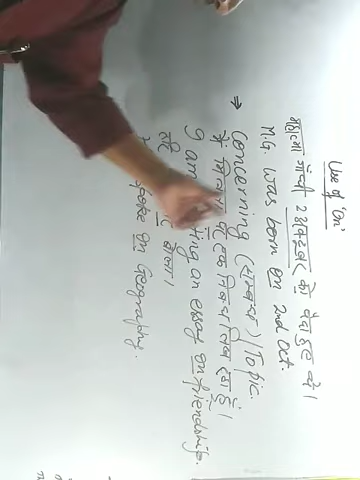 Use of 'On'
महात्मा गाँधी 2 अक्टूबर को पैदा हुए थे।
M.G. was born on 2nd Oct.
→ Concerning (सम्बन्ध) / Topic.
मैं मित्रता पर एक निबन्ध लिख रहा हूँ।
I am writing an essay on friendship.
बोला।
spoke on Geography.